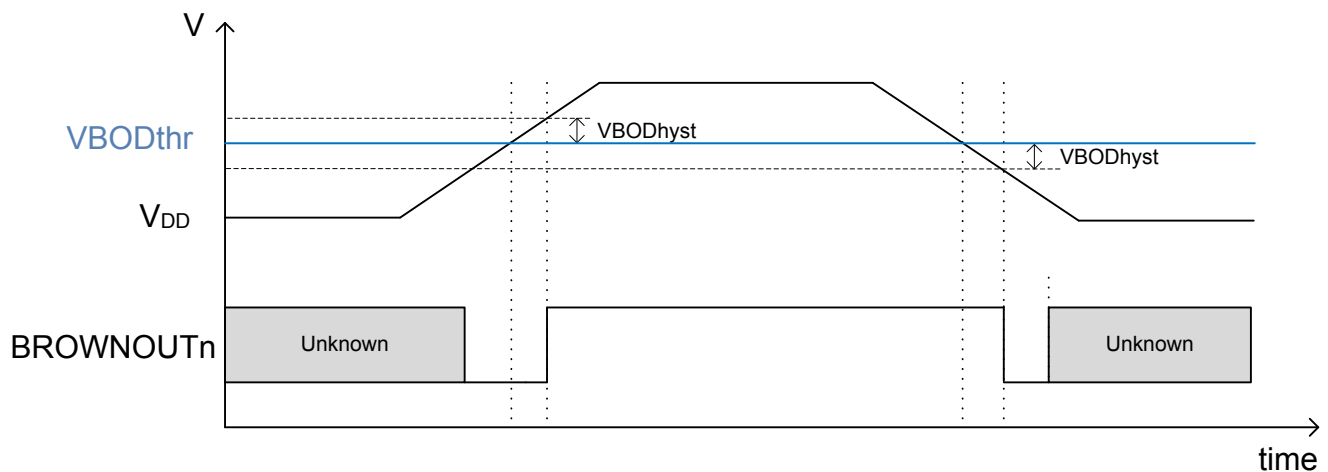 V
VBODthr
VBODhyst
VBODhyst
VDD
BROWNOUTn
Unknown
Unknown
time